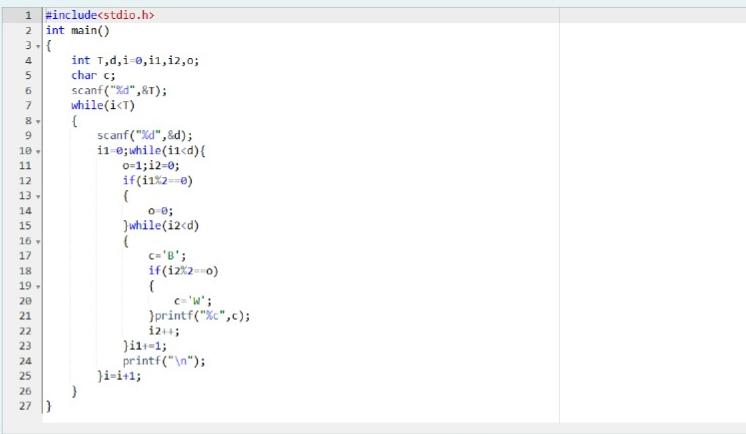 1 #include<stdio.h>
2 int main()
3 {
4 int T,d,i=0,i1,i2,o;
5 char c;
6 scanf("%d",&T);
7 while(i<T)
8 {
9 scanf("%d",&d);
10 i1=0;while(i1<d){
11 o=1;i2=0;
12 if(i1%2==0)
13 {
14 o=0;
15 }while(i2<d)
16 {
17 c='B';
18 if(i2%2==o)
19 {
20 c='W';
21 }printf("%c",c);
22 i2++;
23 }i1+=1;
24 printf("\n");
25 }i=i+1;
26 }
27 }